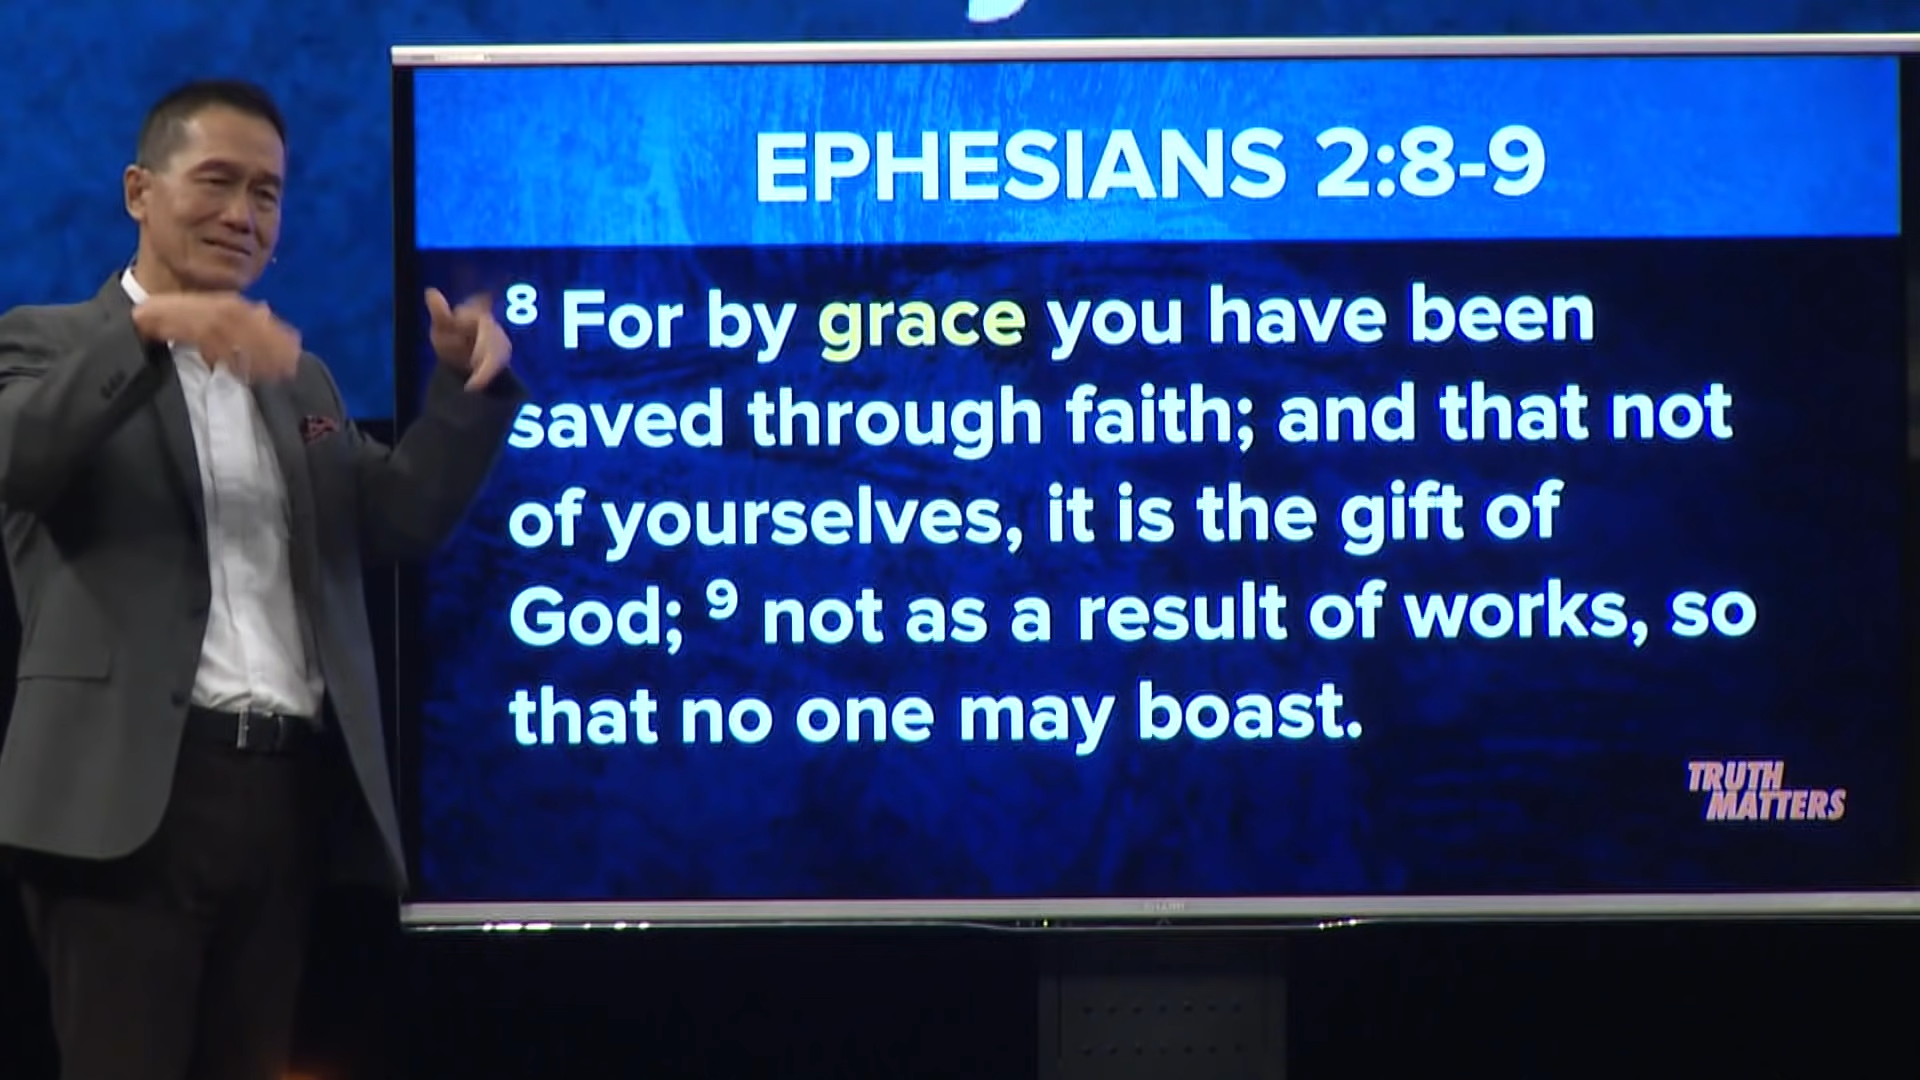 EPHESIANS 2:8-9
8 For by grace you have been
saved through faith; and that not
of yourselves, it is the gift of
God; 9 not as a result of works, so
that no one may boast.
TRUTH
MATTERS